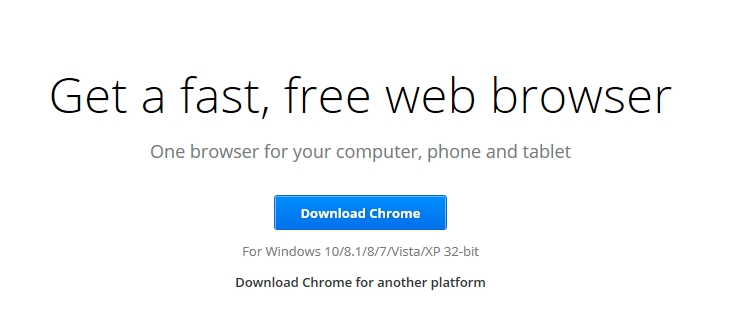 Get a fast, free web browser
One browser for your computer, phone and tablet
Download Chrome
For Windows 10/8.1/8/7/Vista/XP 32-bit
Download Chrome for another platform